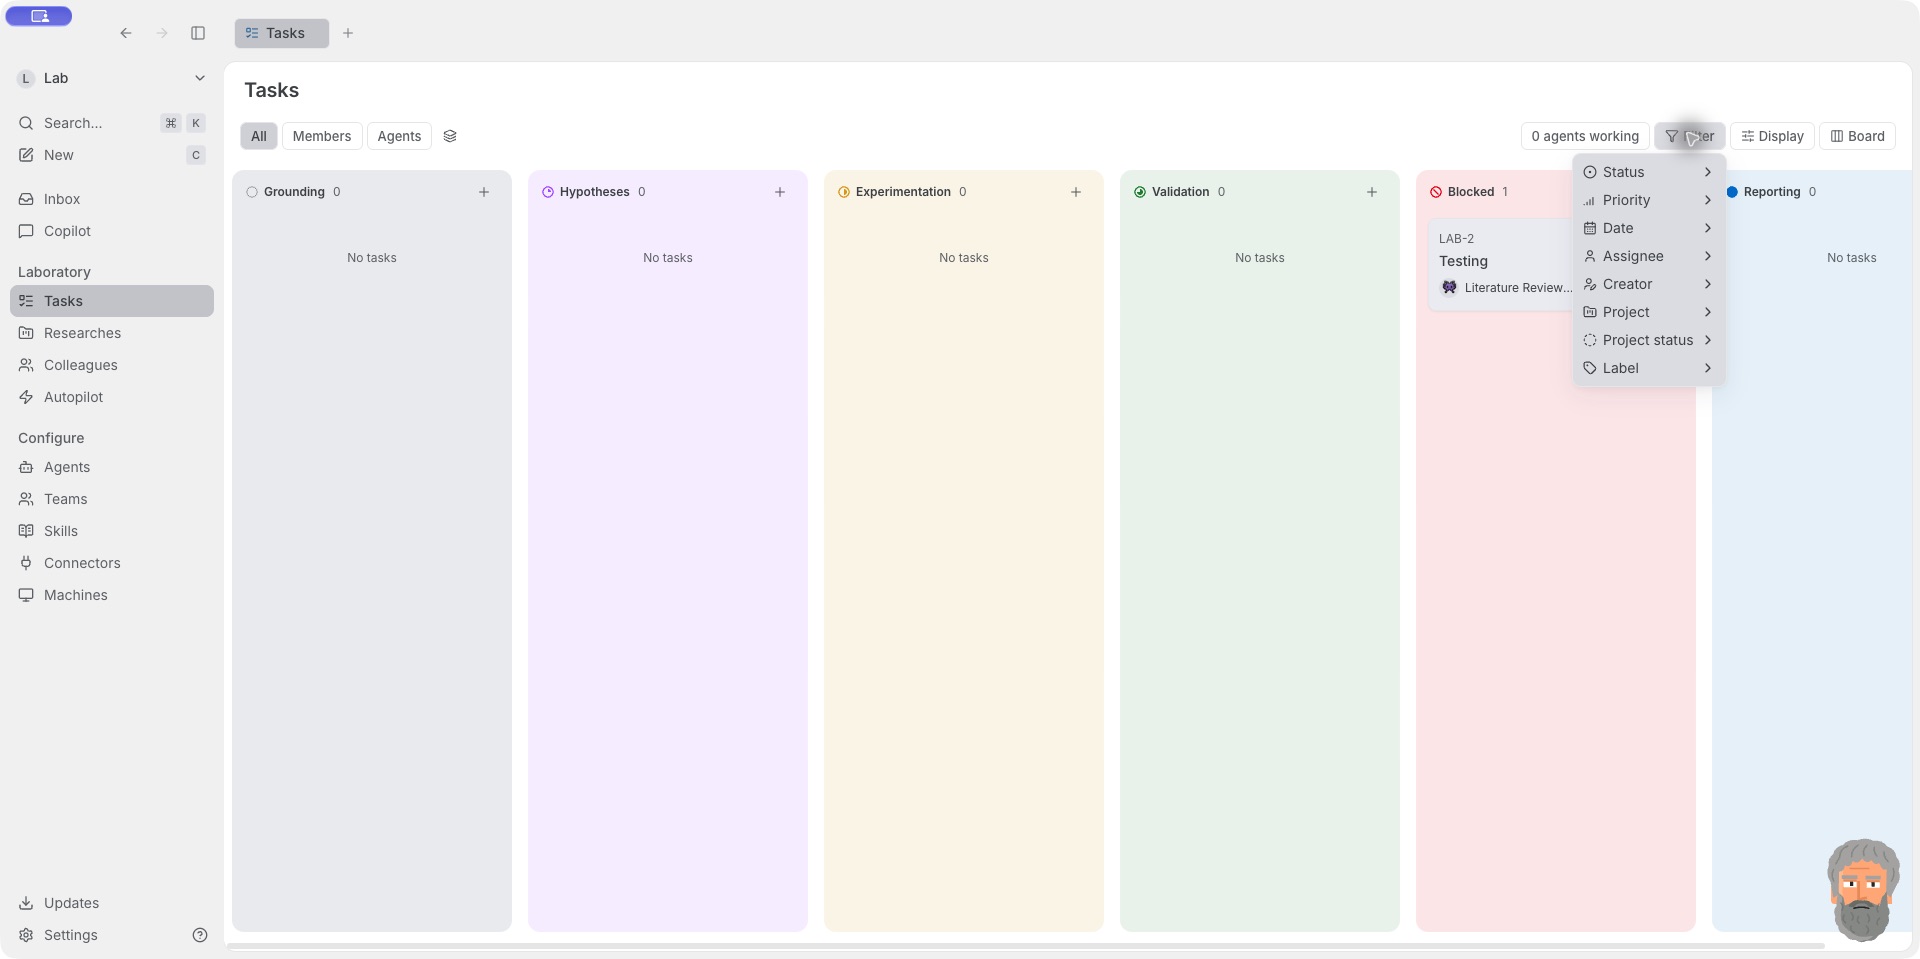 Tasks
L Lab
Search... ⌘ K
New C
Inbox
Copilot
Laboratory
Tasks
Researches
Colleagues
Autopilot
Configure
Agents
Teams
Skills
Connectors
Machines
Updates
Settings
Tasks
All Members Agents
0 agents working
Display
Board
Grounding 0
No tasks
Hypotheses 0
No tasks
Experimentation 0
No tasks
Validation 0
No tasks
Blocked 1
LAB-2
Testing
Literature Review...
Status
Priority
Date
Assignee
Creator
Project
Project status
Label
Reporting 0
No tasks